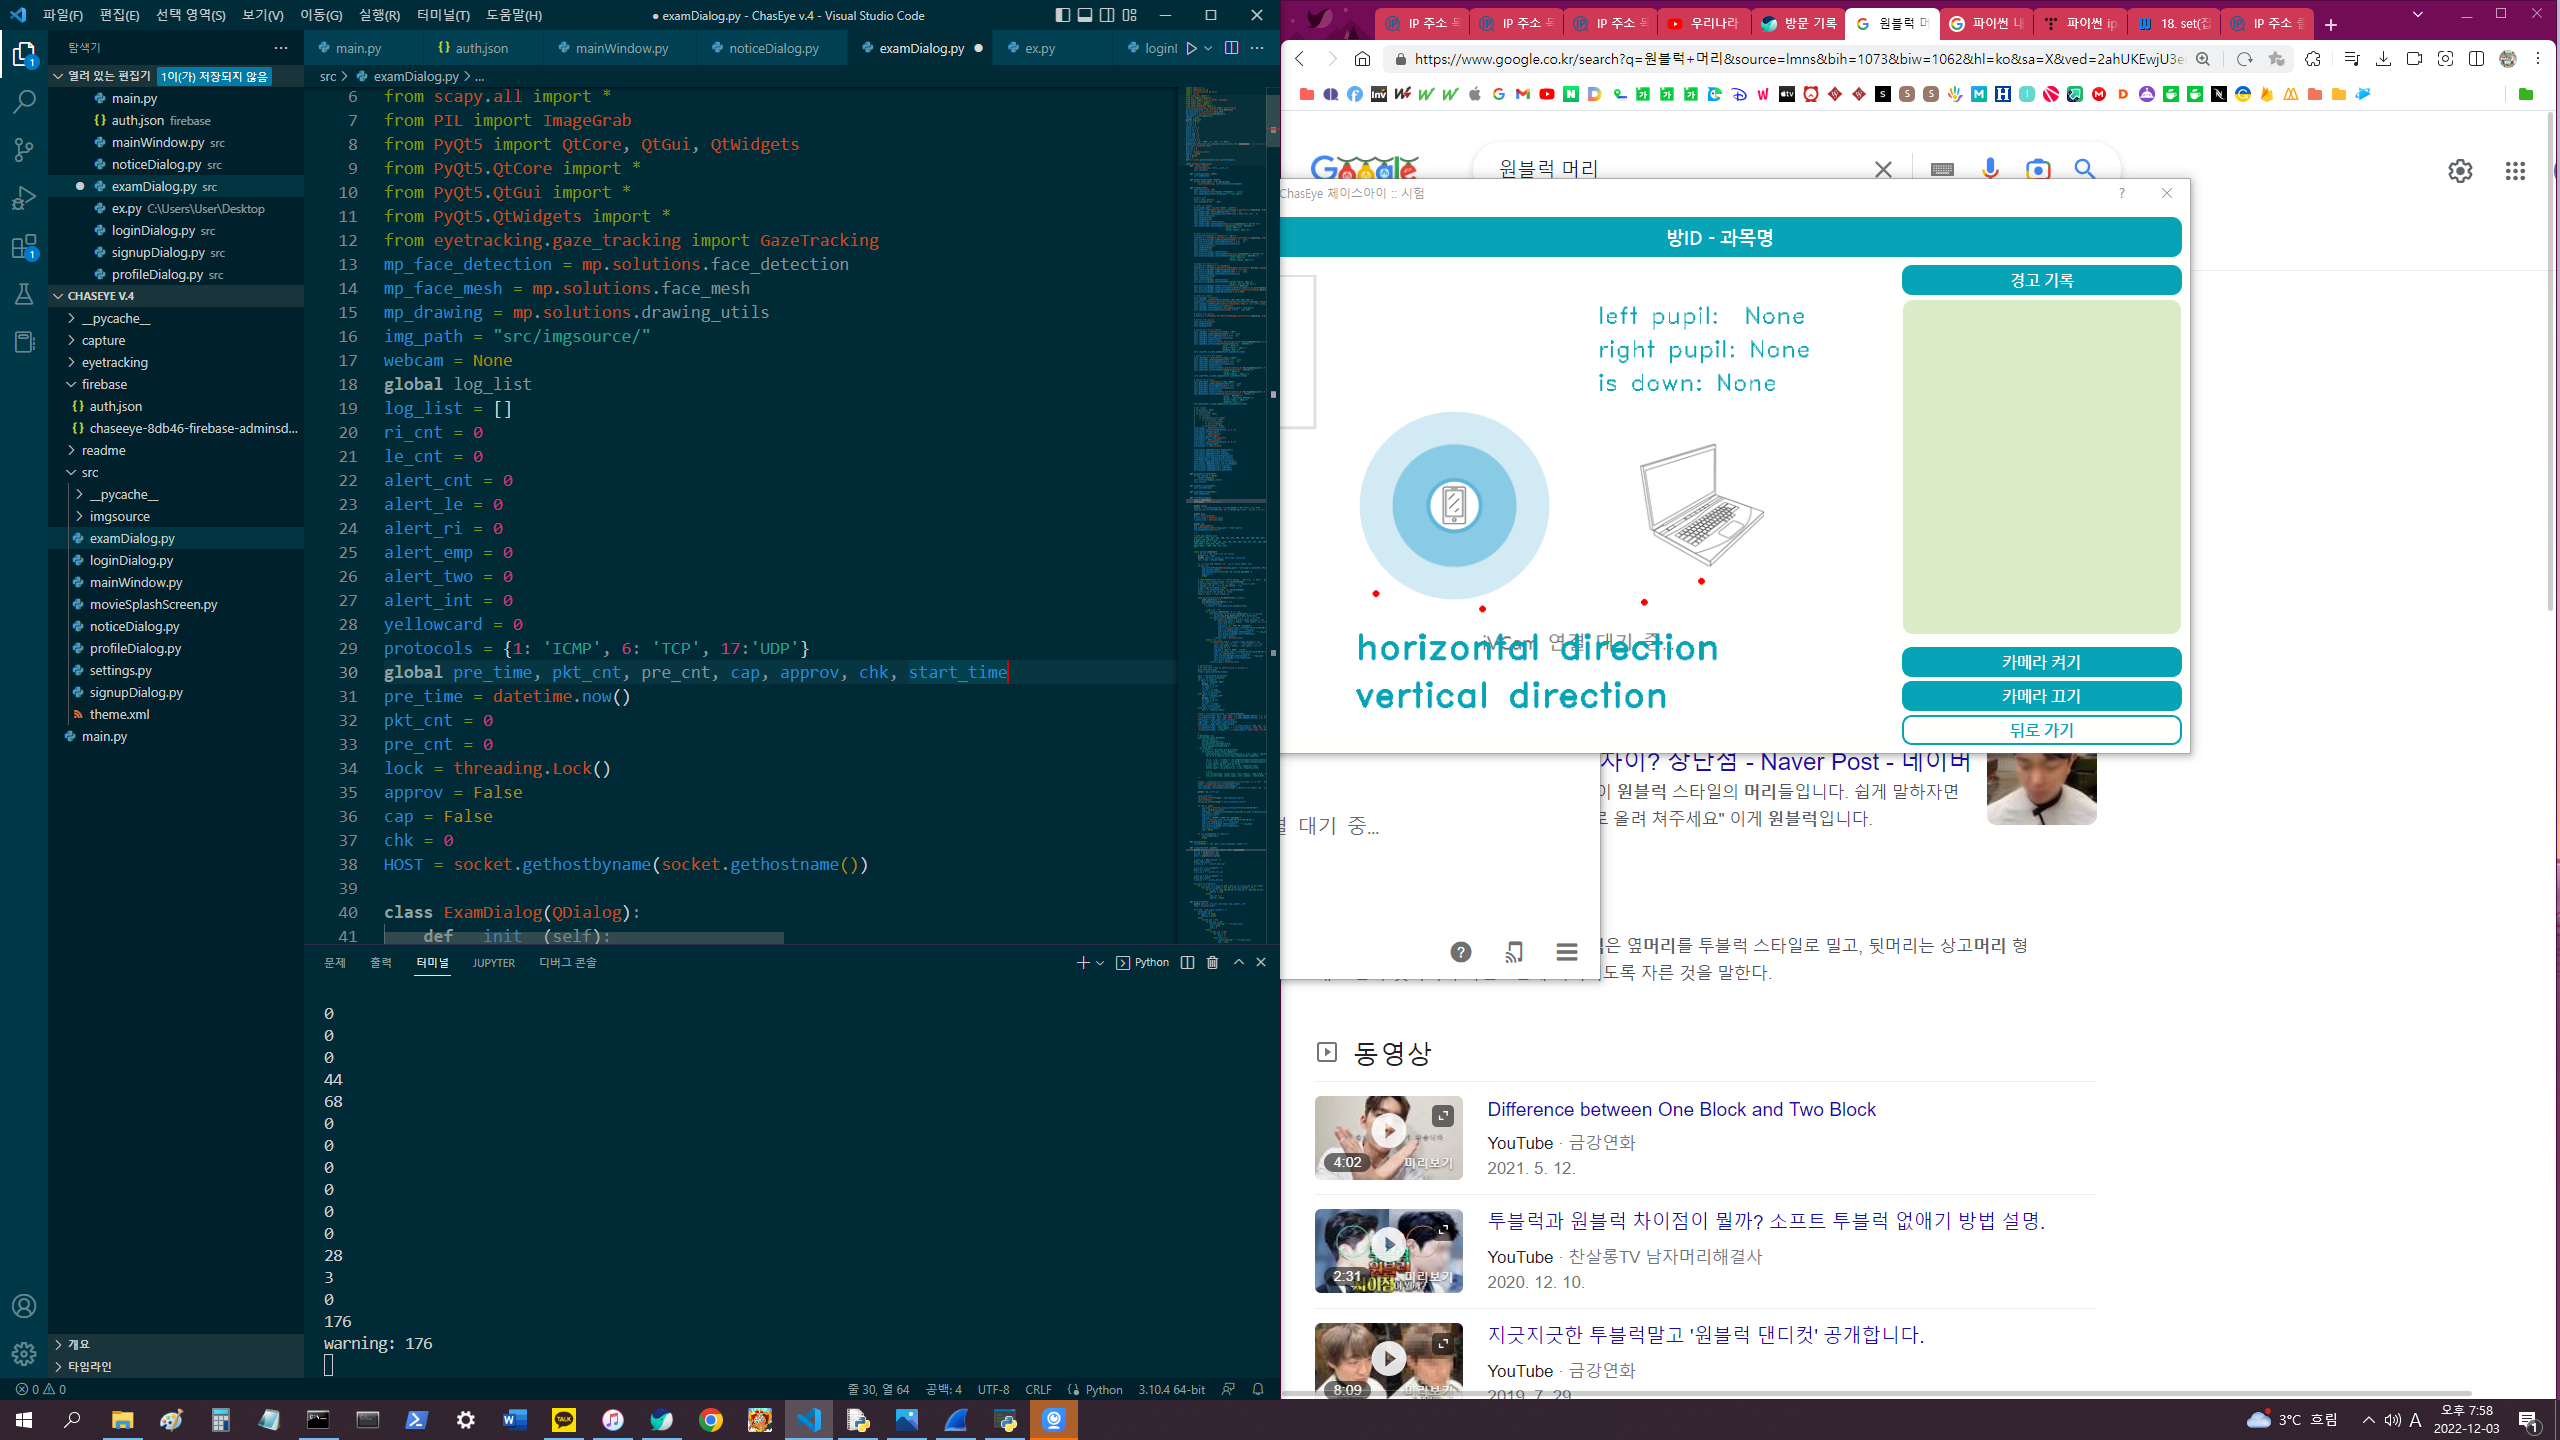 파일(F) 편집(E) 선택 영역(S) 보기(V) 이동(G) 실행(R) 터미널(T) 도움말(H)
● examDialog.py - ChasEye v.4 - Visual Studio Code
탐색기
열려 있는 편집기 1이(가) 저장되지 않음
main.py
auth.json firebase
mainWindow.py src
noticeDialog.py src
examDialog.py src
ex.py C:\Users\User\Desktop
loginDialog.py src
signupDialog.py src
profileDialog.py src
CHASEYE V.4
__pycache__
capture
eyetracking
firebase
auth.json
chaseeye-8db46-firebase-adminsd...
readme
src
__pycache__
imgsource
examDialog.py
loginDialog.py
mainWindow.py
movieSplashScreen.py
noticeDialog.py
profileDialog.py
settings.py
signupDialog.py
theme.xml
main.py
개요
타임라인
main.py auth.json mainWindow.py noticeDialog.py examDialog.py ● ex.py loginI
src > examDialog.py > ...
6 from scapy.all import *
7 from PIL import ImageGrab
8 from PyQt5 import QtCore, QtGui, QtWidgets
9 from PyQt5.QtCore import *
10 from PyQt5.QtGui import *
11 from PyQt5.QtWidgets import *
12 from eyetracking.gaze_tracking import GazeTracking
13 mp_face_detection = mp.solutions.face_detection
14 mp_face_mesh = mp.solutions.face_mesh
15 mp_drawing = mp.solutions.drawing_utils
16 img_path = "src/imgsource/"
17 webcam = None
18 global log_list
19 log_list = []
20 ri_cnt = 0
21 le_cnt = 0
22 alert_cnt = 0
23 alert_le = 0
24 alert_ri = 0
25 alert_emp = 0
26 alert_two = 0
27 alert_int = 0
28 yellowcard = 0
29 protocols = {1: 'ICMP', 6: 'TCP', 17:'UDP'}
30 global pre_time, pkt_cnt, pre_cnt, cap, approv, chk, start_time
31 pre_time = datetime.now()
32 pkt_cnt = 0
33 pre_cnt = 0
34 lock = threading.Lock()
35 approv = False
36 cap = False
37 chk = 0
38 HOST = socket.gethostbyname(socket.gethostname())
39
40 class ExamDialog(QDialog):
41 def __init__(self):
문제 출력 터미널 JUPYTER 디버그 콘솔
Python
0
0
0
44
68
0
0
0
0
0
0
28
3
0
176
warning: 176
0 0
줄 30, 열 64 공백: 4 UTF-8 CRLF Python 3.10.4 64-bit
IP 주소 IP 주소 IP 주소 우리나라 방문 기록 원블럭 파이썬 파이썬 ip 18. set(집 IP 주소
https://www.google.co.kr/search?q=원블럭+머리&source=lmns&bih=1073&biw=1062&hl=ko&sa=X&ved=2ahUKEwjU3e
원블럭 머리
ChasEye 체이스아이 :: 시험
방ID - 과목명
경고 기록
left pupil: None
right pupil: None
is down: None
iVCam 연결 대기 중...
horizontal direction
vertical direction
카메라 켜기
카메라 끄기
뒤로 가기
차이? 장단점 - Naver Post - 네이버
이 원블럭 스타일의 머리들입니다. 쉽게 말하자면
로 올려 쳐주세요" 이게 원블럭입니다.
대기 중...
은 옆머리를 투블럭 스타일로 밀고, 뒷머리는 상고머리 형
도록 자른 것을 말한다.
동영상
4:02 미리보기
Difference between One Block and Two Block
YouTube · 금강연화
2021. 5. 12.
2:31 미리보기
투블럭과 원블럭 차이점이 뭘까? 소프트 투블럭 없애기 방법 설명.
YouTube · 찬살롱TV 남자머리해결사
2020. 12. 10.
8:09 미리보기
지긋지긋한 투블럭말고 '원블럭 댄디컷' 공개합니다.
YouTube · 금강연화
2019. 7. 29.
3°C 흐림
A
오후 7:58
2022-12-03